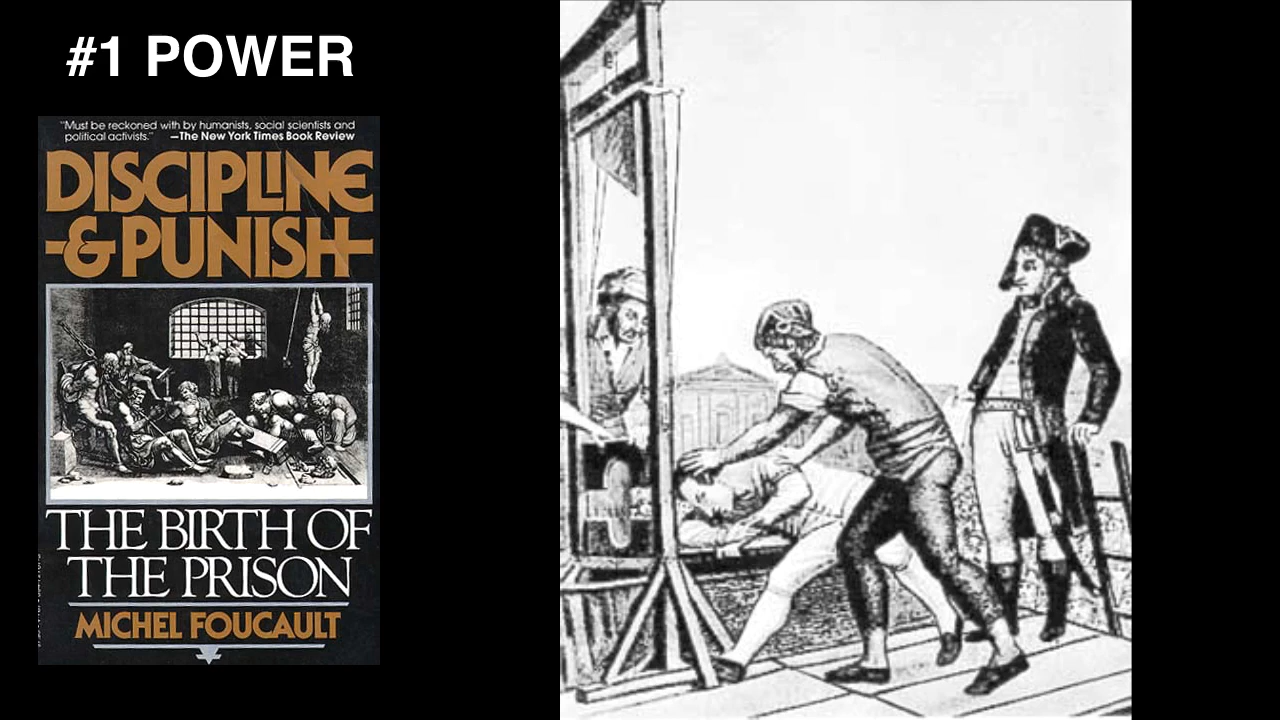 #1 POWER
"Must be reckoned with by humanists, social scientists and
political activists." —The New York Times Book Review
DISCIPLINE
& PUNISH
THE BIRTH OF
THE PRISON
MICHEL FOUCAULT